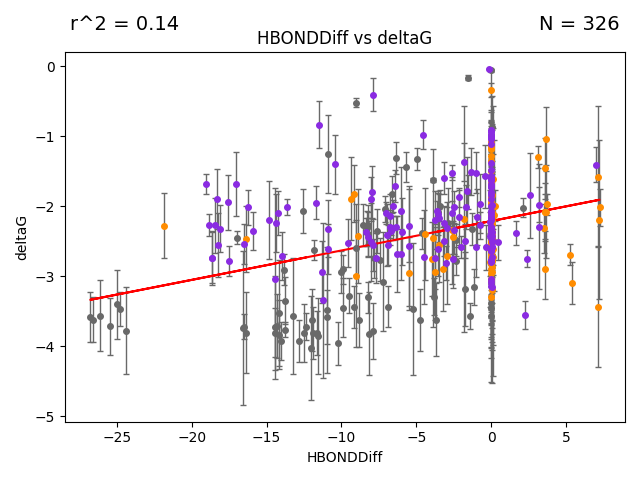 r^2 = 0.14
N = 326
HBONDDiff vs deltaG
deltaG
0
−1
−2
−3
−4
−5
−25
−20
−15
−10
−5
0
5
HBONDDiff